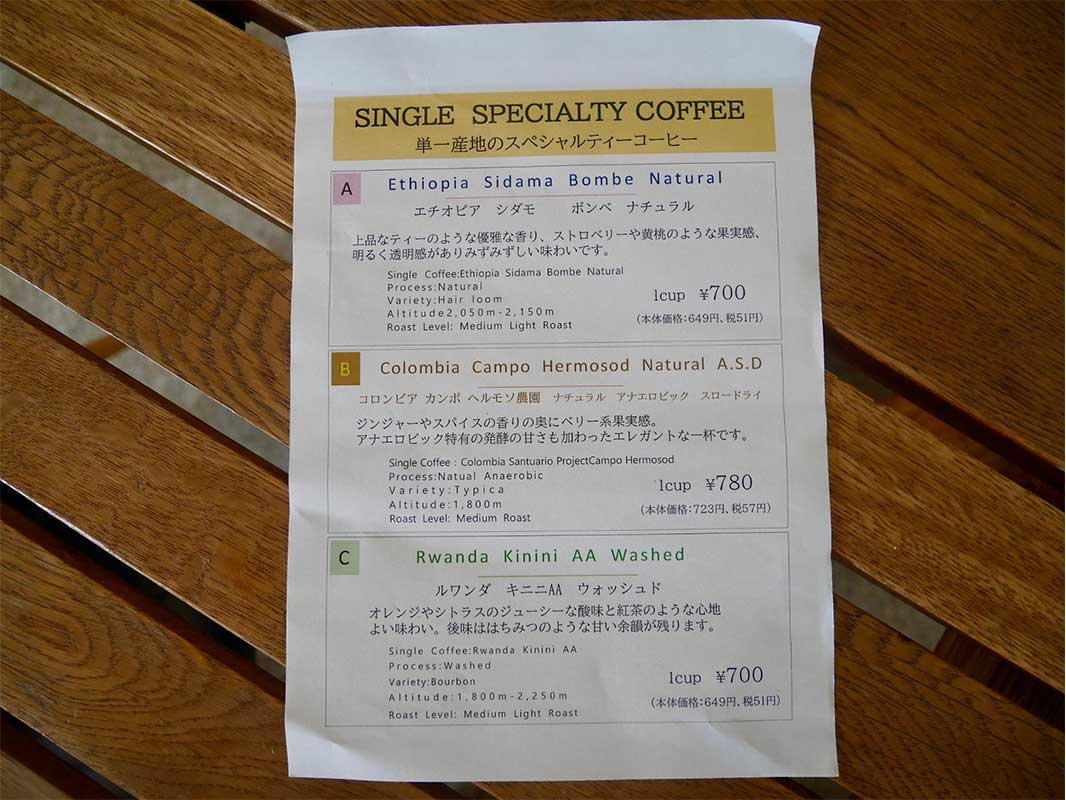 SINGLE SPECIALTY COFFEE
単一産地のスペシャルティーコーヒー
A
Ethiopia Sidama Bombe Natural
エチオピア シダモ ボンベ ナチュラル
上品なティーのような優雅な香り、ストロベリーや黄桃のような果実感、
明るく透明感がありみずみずしい味わいです。
Single Coffee:Ethiopia Sidama Bombe Natural
Process:Natural
Variety:Hair loom
Altitude2,050m-2,150m
Roast Level: Medium Light Roast
1cup ¥700
(本体価格:649円、税51円)
B
Colombia Campo Hermosod Natural A.S.D
コロンビア カンポ ヘルモソ農園 ナチュラル アナエロビック スロードライ
ジンジャーやスパイスの香りの奥にベリー系果実感。
アナエロビック特有の発酵の甘さも加わったエレガントな一杯です。
Single Coffee : Colombia Santuario ProjectCampo Hermosod
Process:Natual Anaerobic
Variety:Typica
Altitude:1,800m
Roast Level: Medium Roast
1cup ¥780
(本体価格:723円、税57円)
C
Rwanda Kinini AA Washed
ルワンダ キニニAA ウォッシュド
オレンジやシトラスのジューシーな酸味と紅茶のような心地
よい味わい。後味ははちみつのような甘い余韻が残ります。
Single Coffee:Rwanda Kinini AA
Process:Washed
Variety:Bourbon
Altitude:1,800m-2,250m
Roast Level: Medium Light Roast
1cup ¥700
(本体価格:649円、税51円)